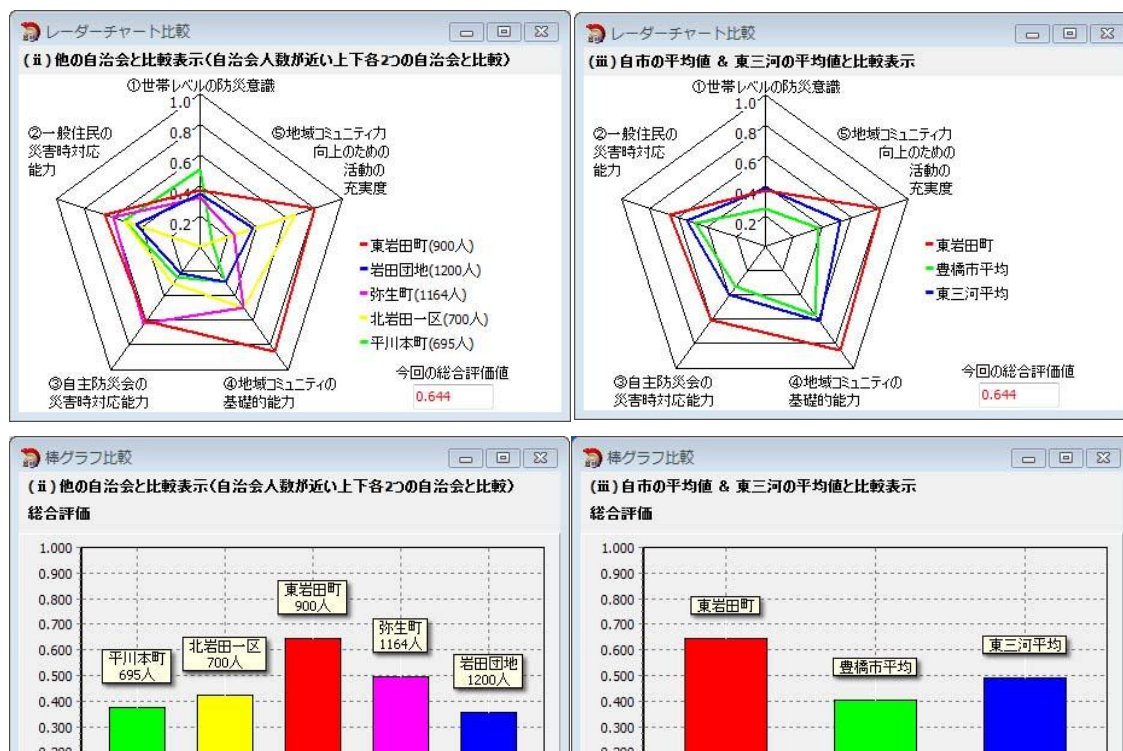 レーダーチャート比較
(ⅱ)他の自治会と比較表示(自治会人数が近い上下各2つの自治会と比較)
①世帯レベルの防災意識
1.0
0.8
0.6
0.4
0.2
②一般住民の
災害時対応
能力
⑤地域コミュニティ力
向上のための
活動の
充実度
東岩田町(900人)
岩田団地(1200人)
弥生町(1164人)
北岩田一区(700人)
平川本町(695人)
③自主防災会の
災害時対応能力
④地域コミュニティの
基礎的能力
今回の総合評価値
0.644
レーダーチャート比較
(ⅲ)自市の平均値 & 東三河の平均値と比較表示
①世帯レベルの防災意識
1.0
0.8
0.6
0.4
0.2
②一般住民の
災害時対応
能力
⑤地域コミュニティ力
向上のための
活動の
充実度
東岩田町
豊橋市平均
東三河平均
③自主防災会の
災害時対応能力
④地域コミュニティの
基礎的能力
今回の総合評価値
0.644
棒グラフ比較
(ⅱ)他の自治会と比較表示(自治会人数が近い上下各2つの自治会と比較)
総合評価
1.000
0.900
0.800
0.700
0.600
0.500
0.400
0.300
平川本町
695人
北岩田一区
700人
東岩田町
900人
弥生町
1164人
岩田団地
1200人
棒グラフ比較
(ⅲ)自市の平均値 & 東三河の平均値と比較表示
総合評価
1.000
0.900
0.800
0.700
0.600
0.500
0.400
0.300
東岩田町
豊橋市平均
東三河平均